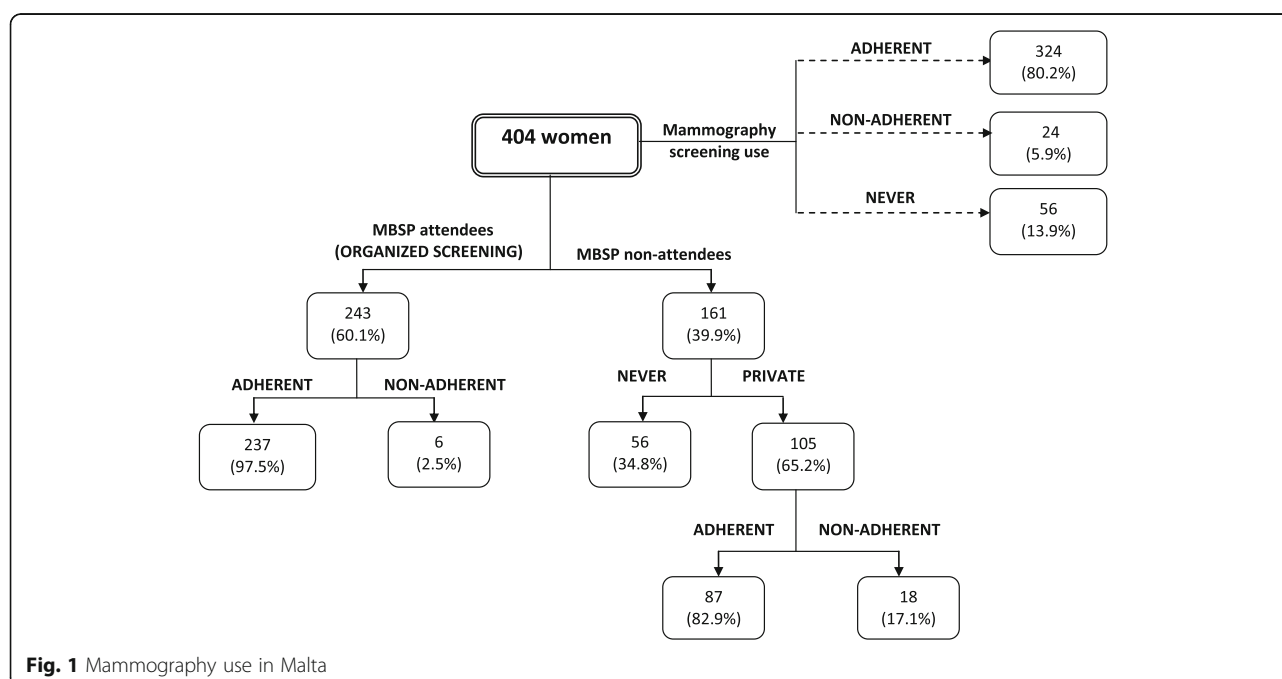 ADHERENT
324
(80.2%)
404 women
Mammography
screening use
NON-ADHERENT
24
(5.9%)
NEVER
56
(13.9%)
MBSP attendees
(ORGANIZED SCREENING)
MBSP non-attendees
243
(60.1%)
161
(39.9%)
ADHERENT
NON-ADHERENT
NEVER
PRIVATE
237
(97.5%)
6
(2.5%)
56
(34.8%)
105
(65.2%)
ADHERENT
NON-ADHERENT
87
(82.9%)
18
(17.1%)
Fig. 1 Mammography use in Malta